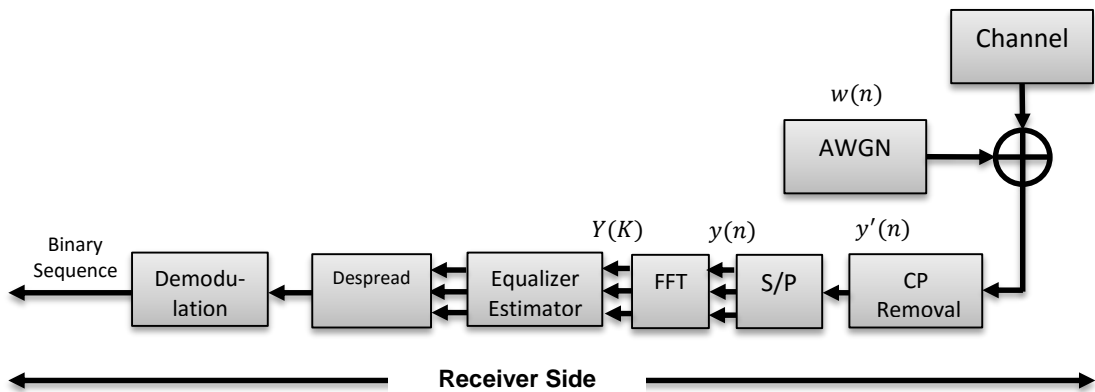 Channel
w(n)
AWGN
Y(K)
y(n)
y′(n)
Binary
Sequence
Demodu-
lation
Despread
Equalizer
Estimator
FFT
S/P
CP
Removal
Receiver Side